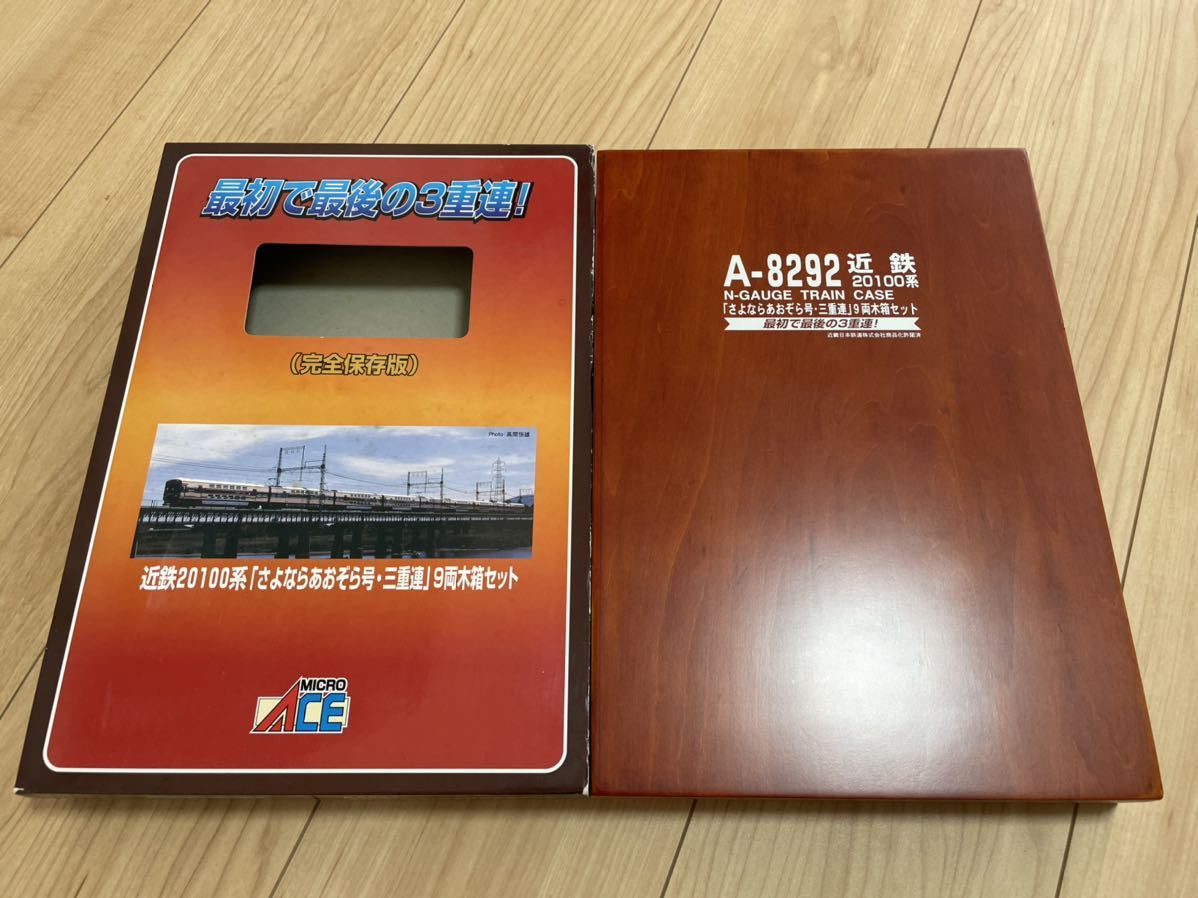 最初で最後の3重連!
(完全保存版)
Photo:高間恒雄
近鉄20100系「さよならあおぞら号・三重連」9両木箱セット
MICRO
ACE
A-8292 近鉄
20100系
N-GAUGE TRAIN CASE
「さよならあおぞら号・三重連」9両木箱セット
最初で最後の3重連!
近畿日本鉄道株式会社商品化許諾済